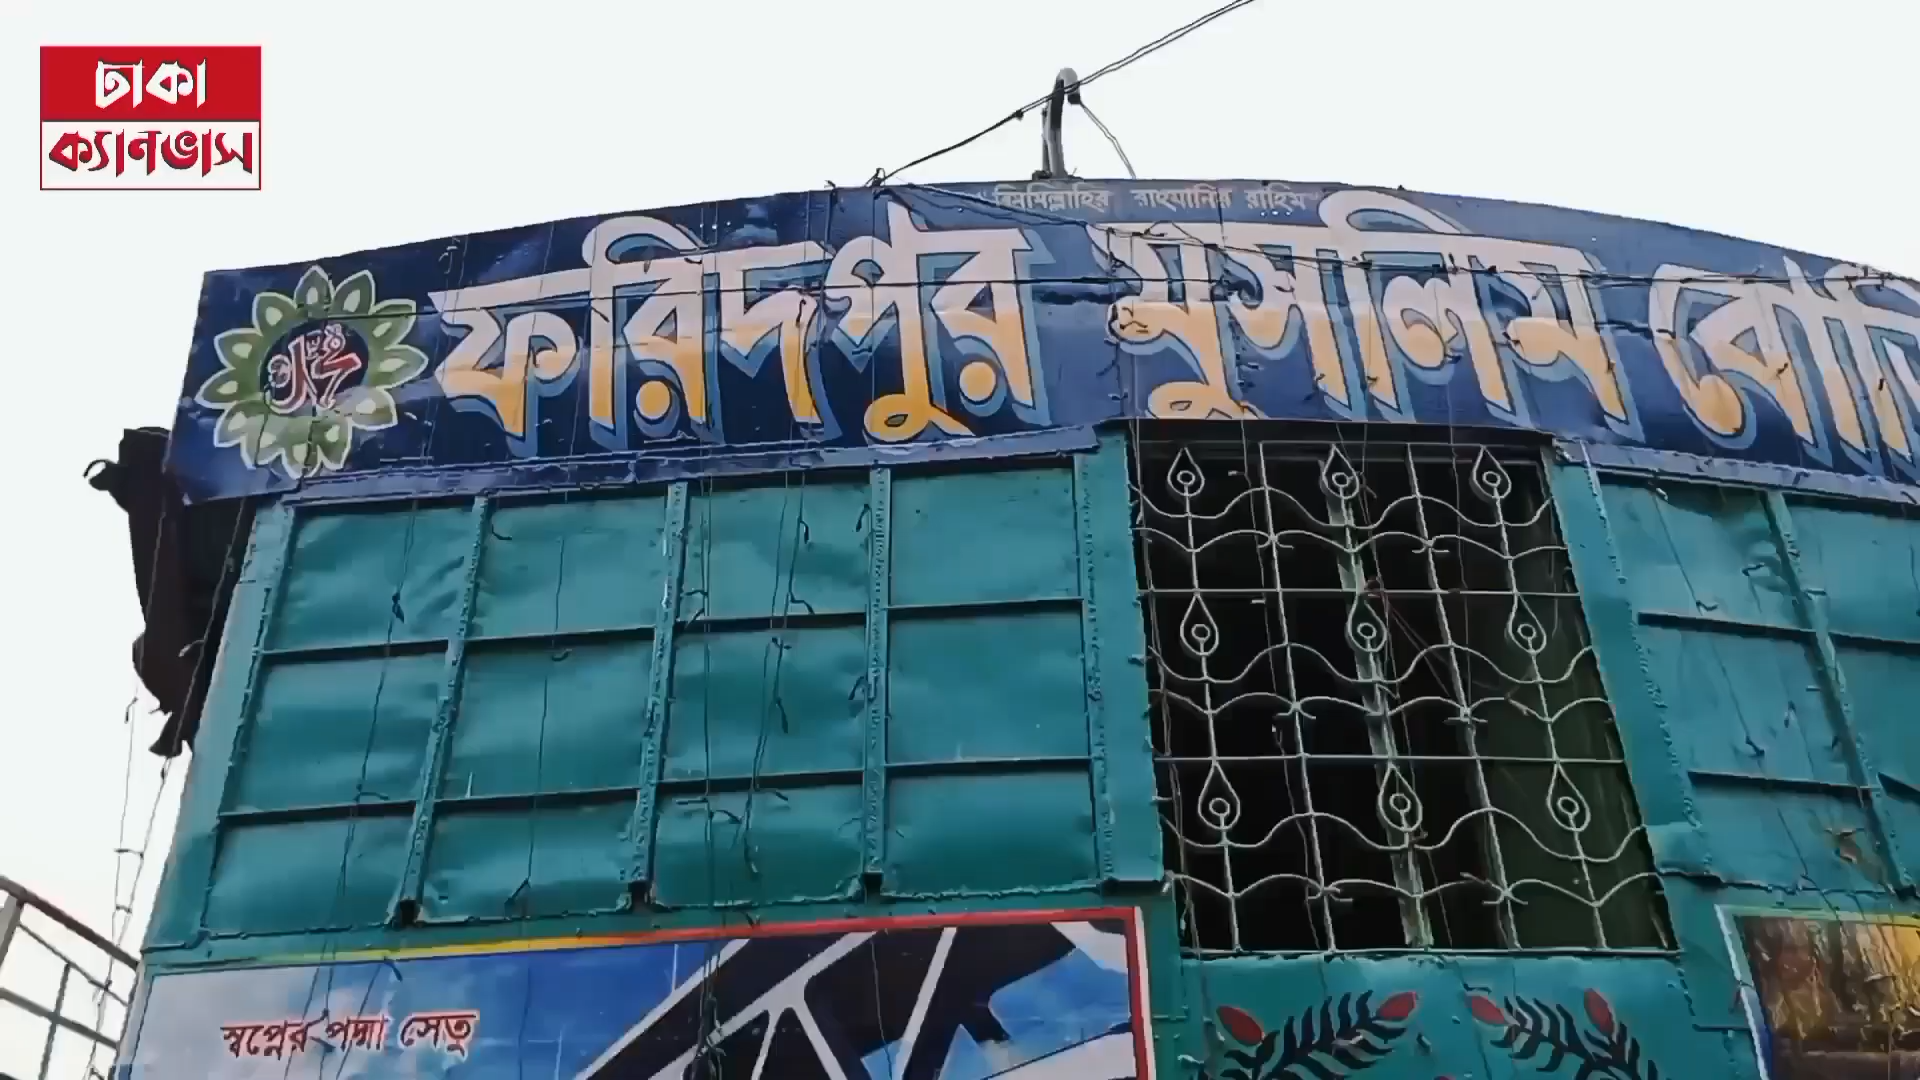 ঢাকা
ক্যানভাস
"বিসমিল্লাহির রাহমানির রাহিম"
ফরিদপুর মুসলিম
স্বপ্নের পদ্মা সেতু